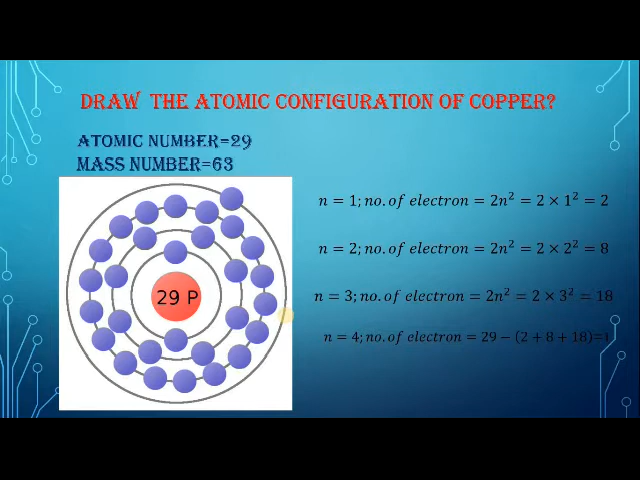 DRAW THE ATOMIC CONFIGURATION OF COPPER?
ATOMIC NUMBER=29
MASS NUMBER=63
29 P
n = 1; no. of electron = 2n² = 2 × 1² = 2
n = 2; no. of electron = 2n² = 2 × 2² = 8
n = 3; no. of electron = 2n² = 2 × 3² = 18
n = 4; no. of electron = 29 − (2 + 8 + 18)=1